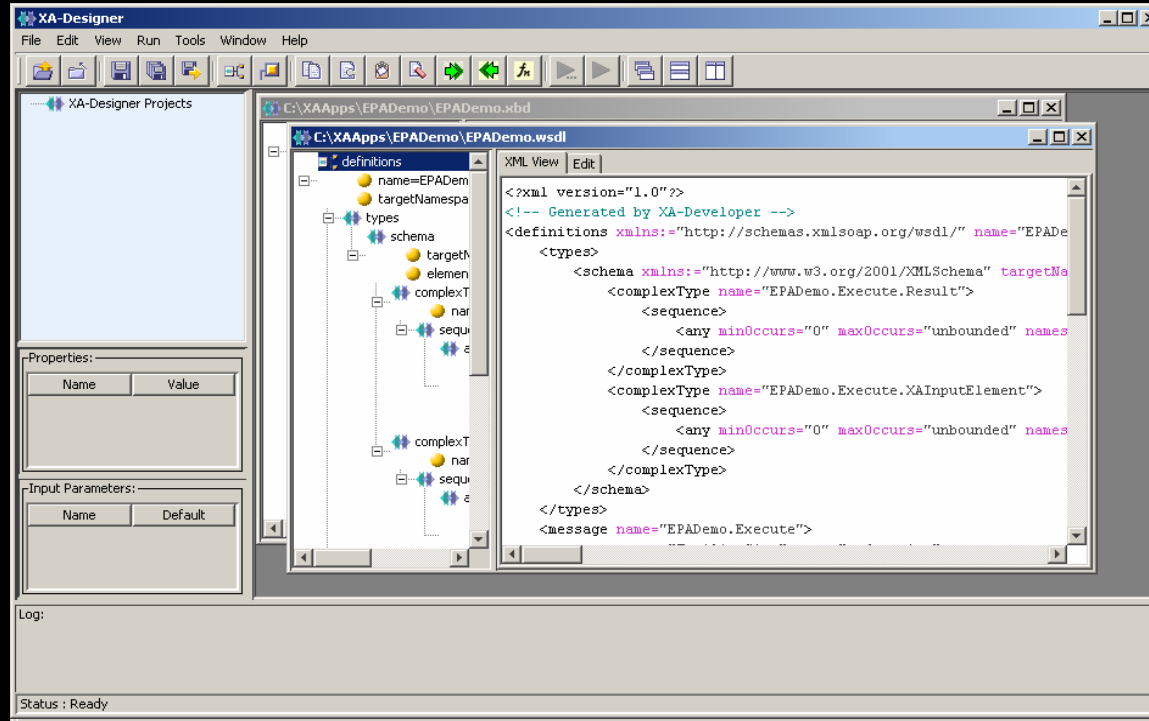 XA-Designer
File Edit View Run Tools Window Help
XA-Designer Projects
Properties:
Name Value
Input Parameters:
Name Default
C:\XAApps\EPADemo\EPADemo.xbd
C:\XAApps\EPADemo\EPADemo.wsdl
definitions
name=EPADem
targetNamespa
types
schema
targetN
elemen
complexT
nar
sequ
a
complexT
nar
sequ
a
XML View Edit
<?xml version="1.0"?>
<!-- Generated by XA-Developer -->
<definitions xmlns:="http://schemas.xmlsoap.org/wsdl/" name="EPADe
<types>
<schema xmlns:="http://www.w3.org/2001/XMLSchema" targetNa
<complexType name="EPADemo.Execute.Result">
<sequence>
<any minOccurs="0" maxOccurs="unbounded" names
</sequence>
</complexType>
<complexType name="EPADemo.Execute.XAInputElement">
<sequence>
<any minOccurs="0" maxOccurs="unbounded" names
</sequence>
</complexType>
</schema>
</types>
<message name="EPADemo.Execute">
Log:
Status : Ready